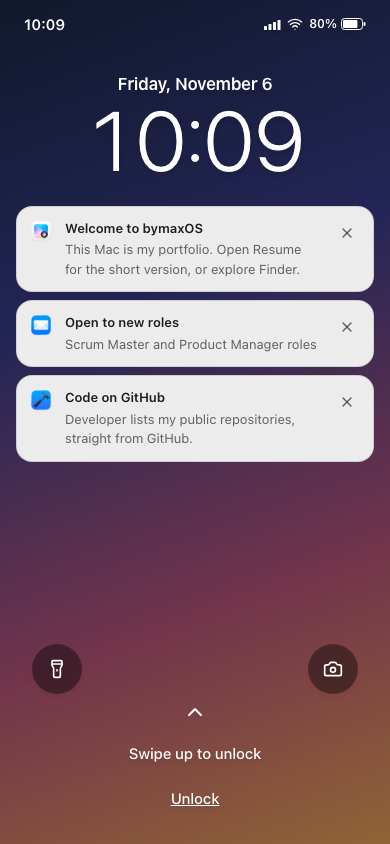 10:09
80%
Friday, November 6
10:09
Welcome to bymaxOS
This Mac is my portfolio. Open Resume
for the short version, or explore Finder.
Open to new roles
Scrum Master and Product Manager roles
Code on GitHub
Developer lists my public repositories,
straight from GitHub.
Swipe up to unlock
Unlock